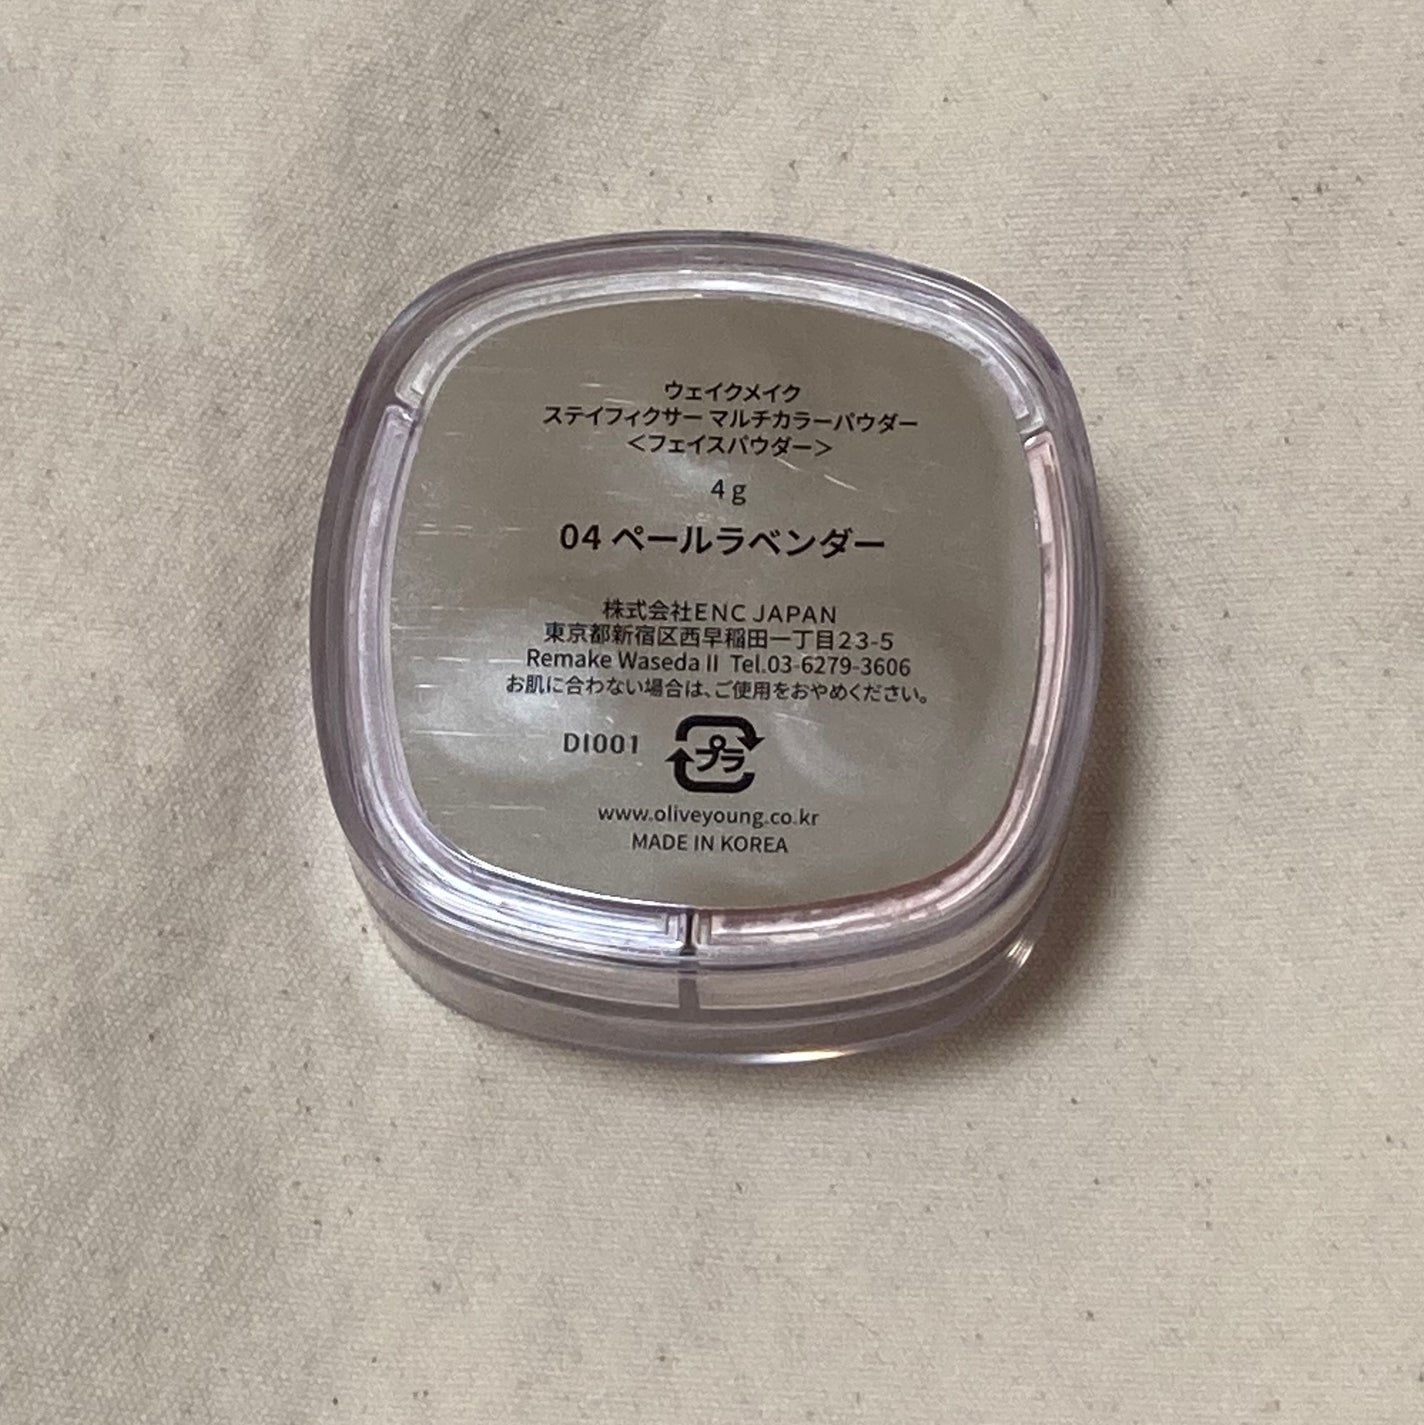 ウェイクメイク
ステイフィクサー マルチカラーパウダー
＜フェイスパウダー＞
4 g
04 ペールラベンダー
株式会社ENC JAPAN
東京都新宿区西早稲田一丁目23-5
Remake Waseda II Tel.03-6279-3606
お肌に合わない場合は、ご使用をおやめください。
DI001
プラ
www.oliveyoung.co.kr
MADE IN KOREA